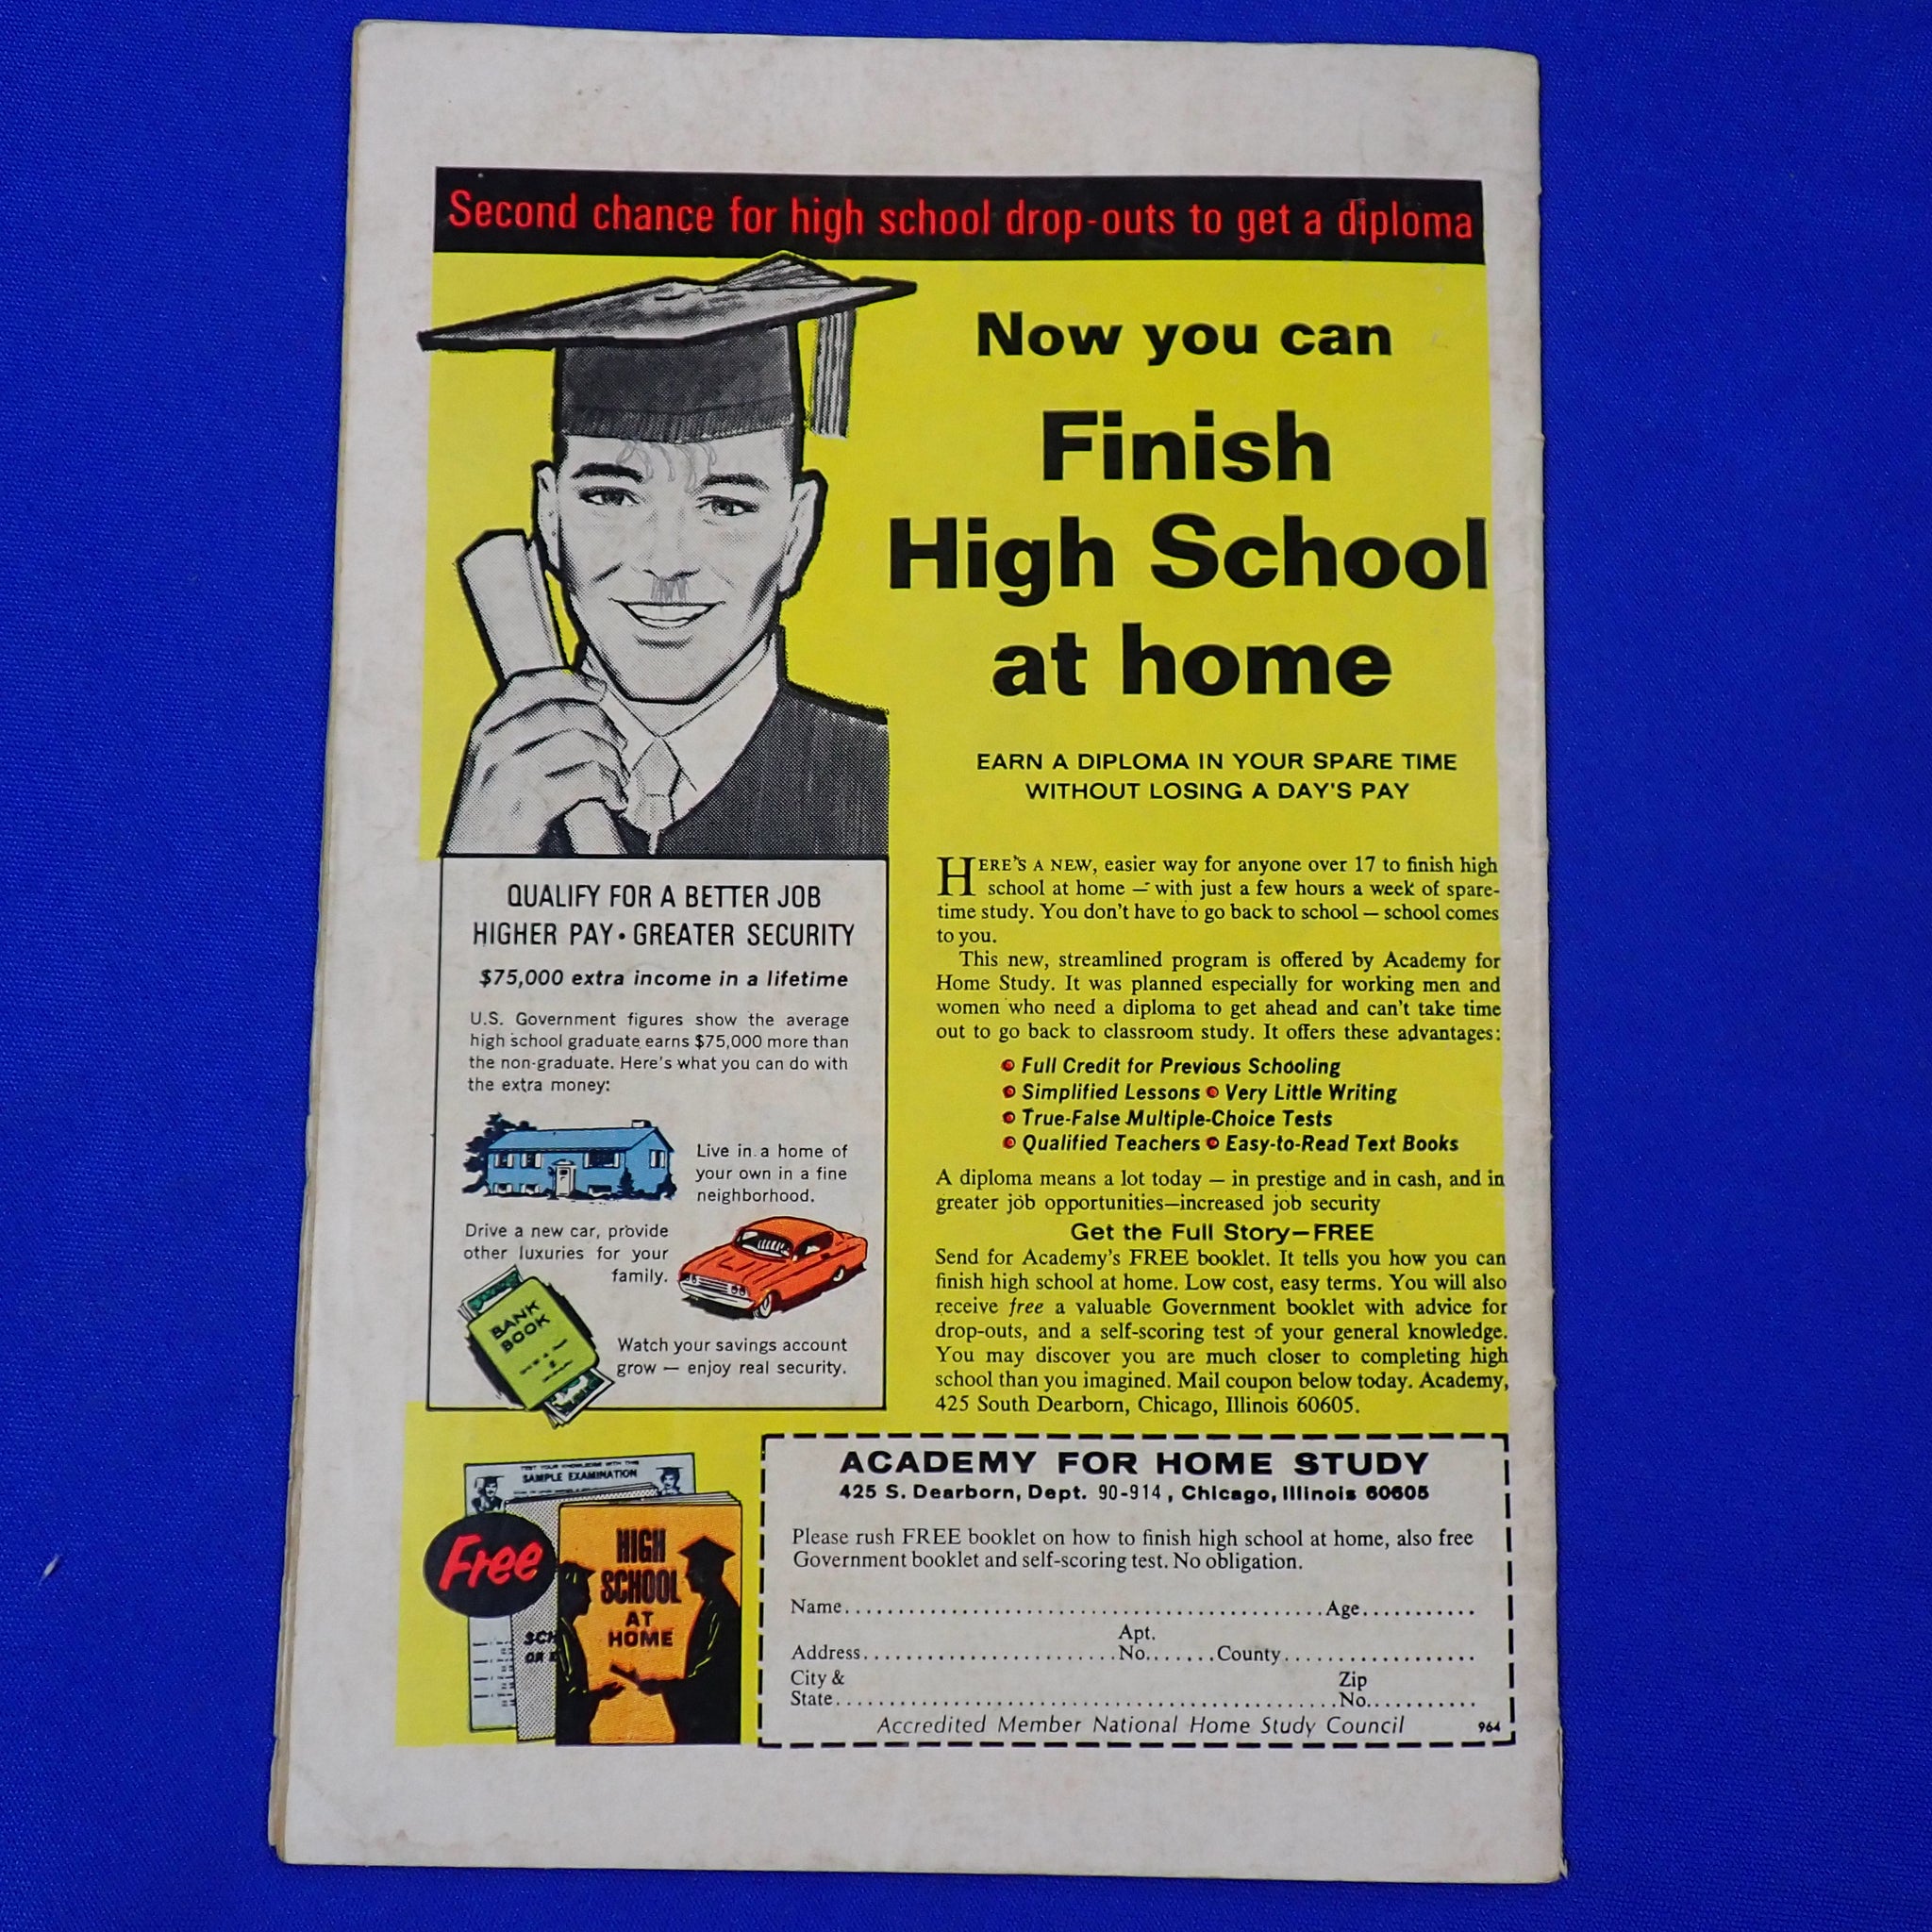 Second chance for high school drop-outs to get a diploma
Now you can
Finish
High School
at home
EARN A DIPLOMA IN YOUR SPARE TIME
WITHOUT LOSING A DAY'S PAY
QUALIFY FOR A BETTER JOB
HIGHER PAY • GREATER SECURITY
$75,000 extra income in a lifetime
U.S. Government figures show the average
high school graduate earns $75,000 more than
the non-graduate. Here's what you can do with
the extra money:
Live in a home of
your own in a fine
neighborhood.
Drive a new car, provide
other luxuries for your
family.
BANK
BOOK
Watch your savings account
grow — enjoy real security.
HERE'S A NEW, easier way for anyone over 17 to finish high
school at home — with just a few hours a week of spare-
time study. You don't have to go back to school — school comes
to you.
This new, streamlined program is offered by Academy for
Home Study. It was planned especially for working men and
women who need a diploma to get ahead and can't take time
out to go back to classroom study. It offers these advantages:
• Full Credit for Previous Schooling
• Simplified Lessons • Very Little Writing
• True-False Multiple-Choice Tests
• Qualified Teachers • Easy-to-Read Text Books
A diploma means a lot today — in prestige and in cash, and in
greater job opportunities—increased job security
Get the Full Story—FREE
Send for Academy's FREE booklet. It tells you how you can
finish high school at home. Low cost, easy terms. You will also
receive free a valuable Government booklet with advice for
drop-outs, and a self-scoring test of your general knowledge.
You may discover you are much closer to completing high
school than you imagined. Mail coupon below today. Academy,
425 South Dearborn, Chicago, Illinois 60605.
TEST YOUR KNOWLEDGE WITH THIS
SAMPLE EXAMINATION
Free
HIGH
SCHOOL
AT
HOME
SCH
OR
ACADEMY FOR HOME STUDY
425 S. Dearborn, Dept. 90-914, Chicago, Illinois 60605
Please rush FREE booklet on how to finish high school at home, also free
Government booklet and self-scoring test. No obligation.
Name.............................................Age...........
Apt.
Address........................No.......County..................
City & Zip
State...............................................No...........
Accredited Member National Home Study Council 964